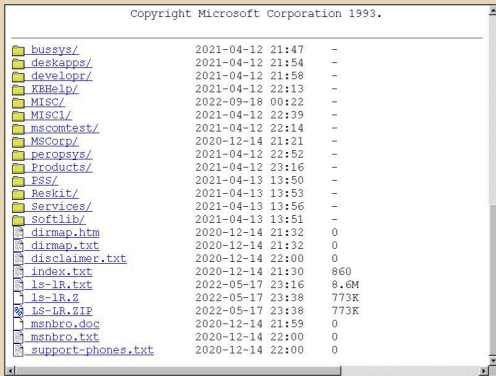 Copyright Microsoft Corporation 1993.
bussys/ 2021-04-12 21:47 -
deskapps/ 2021-04-12 21:54 -
developr/ 2021-04-12 21:58 -
KBHelp/ 2021-04-12 22:13 -
MISC/ 2022-09-18 00:22 -
MISC1/ 2021-04-12 22:39 -
mscomtest/ 2021-04-12 22:14 -
MSCorp/ 2020-12-14 21:21 -
peropsys/ 2021-04-12 22:52 -
Products/ 2021-04-12 23:16 -
PSS/ 2021-04-13 13:50 -
Reskit/ 2021-04-13 13:53 -
Services/ 2021-04-13 13:56 -
Softlib/ 2021-04-13 13:51 -
dirmap.htm 2020-12-14 21:32 0
dirmap.txt 2020-12-14 21:32 0
disclaimer.txt 2020-12-14 22:00 0
index.txt 2020-12-14 21:30 860
ls-lR.txt 2022-05-17 23:16 8.6M
ls-lR.Z 2022-05-17 23:38 773K
LS-LR.ZIP 2022-05-17 23:38 773K
msnbro.doc 2020-12-14 21:59 0
msnbro.txt 2020-12-14 22:00 0
support-phones.txt 2020-12-14 22:00 0